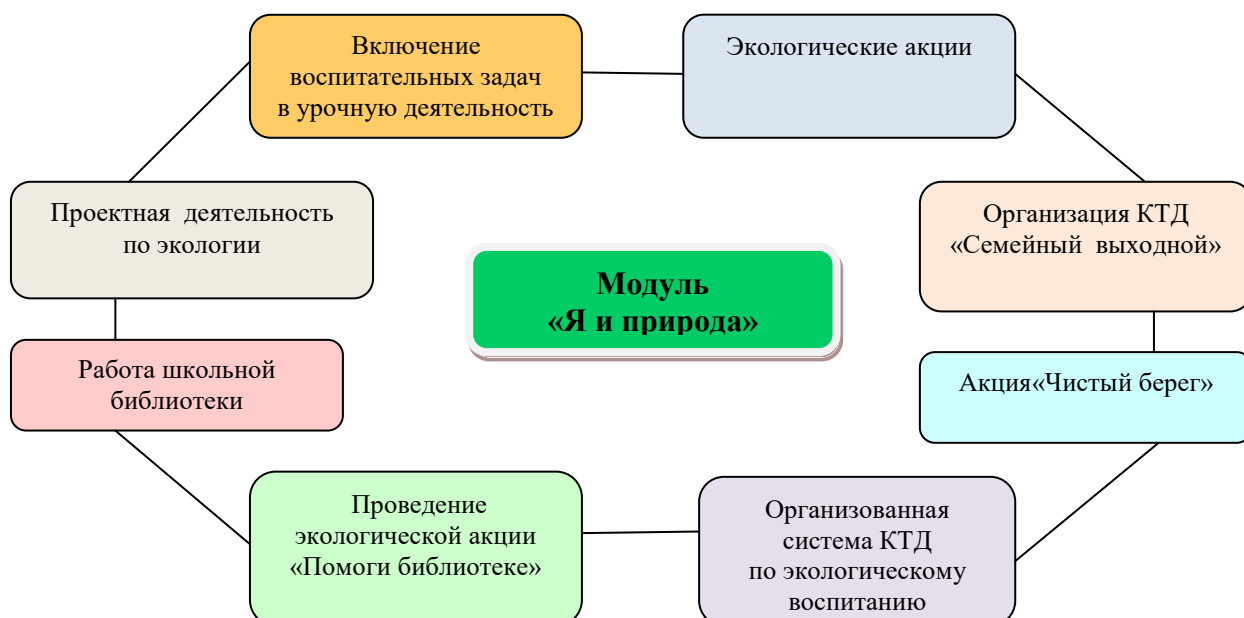 Включение
воспитательных задач
в урочную деятельность
Экологические акции
Проектная деятельность
по экологии
Организация КТД
«Семейный выходной»
Модуль
«Я и природа»
Работа школьной
библиотеки
Акция«Чистый берег»
Проведение
экологической акции
«Помоги библиотеке»
Организованная
система КТД
по экологическому
воспитанию